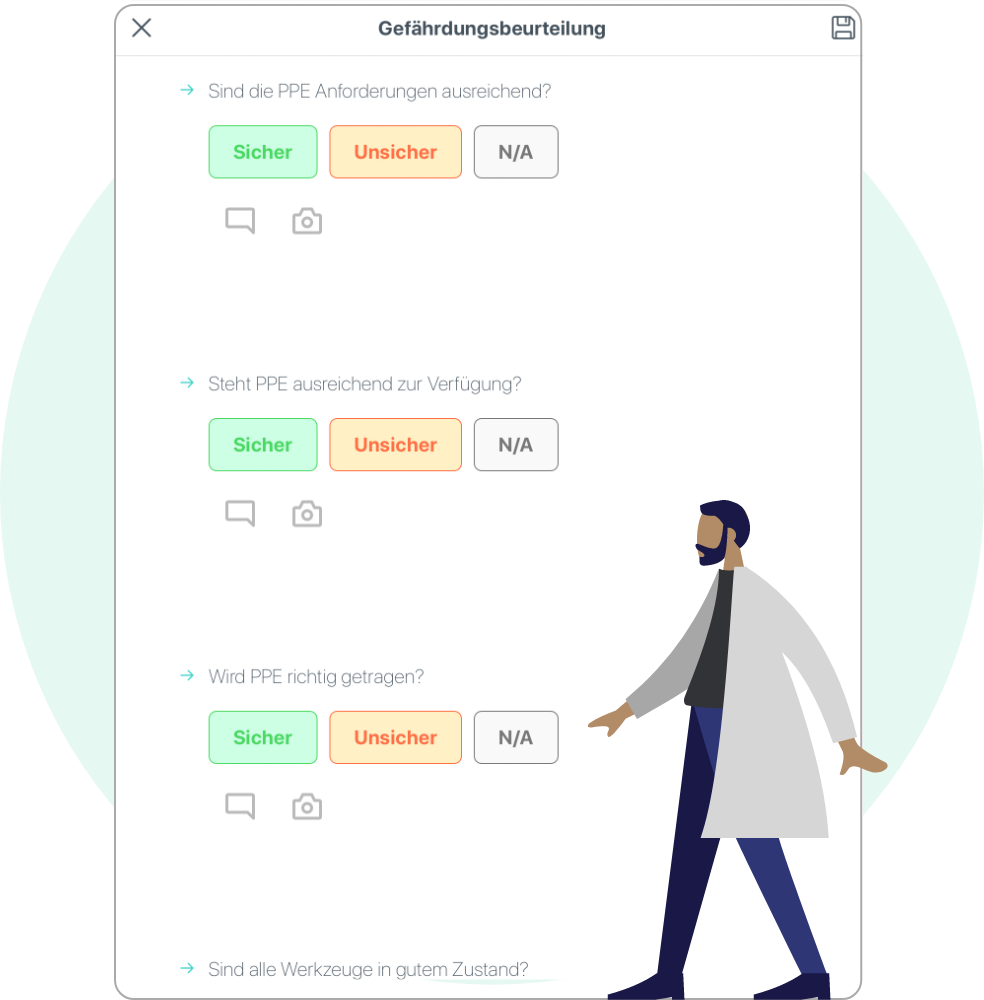 Gefährdungsbeurteilung
Sind die PPE Anforderungen ausreichend?
Sicher Unsicher N/A
Steht PPE ausreichend zur Verfügung?
Sicher Unsicher N/A
Wird PPE richtig getragen?
Sicher Unsicher N/A
Sind alle Werkzeuge in gutem Zustand?